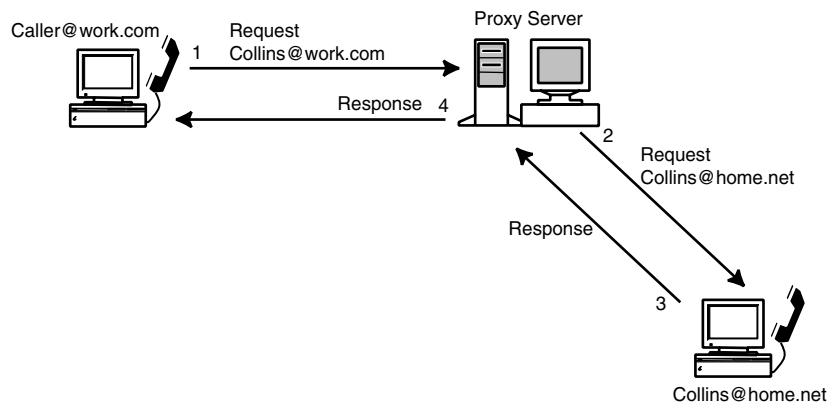 Proxy Server
Caller@work.com
1
Request
Collins@work.com
Response 4
2
Request
Collins@home.net
Response
3
Collins@home.net